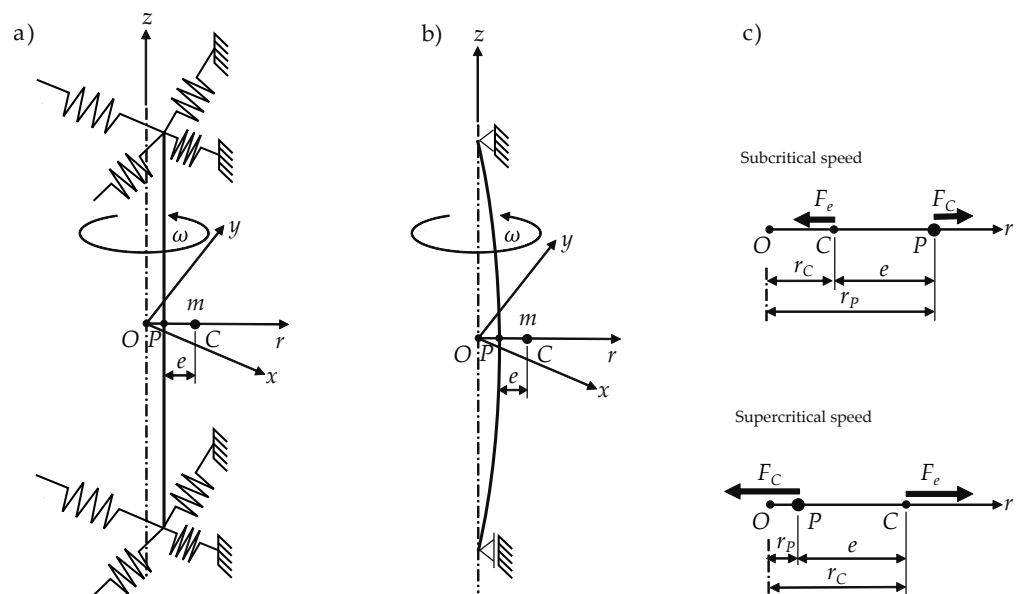 a)
z
ω
y
m
O P C r
e
x
b)
z
ω
y
m
O P C r
e
x
c)
Subcritical speed
F_e F_C
O C P r
r_C e
r_P
Supercritical speed
F_C F_e
O P C r
r_P e
r_C